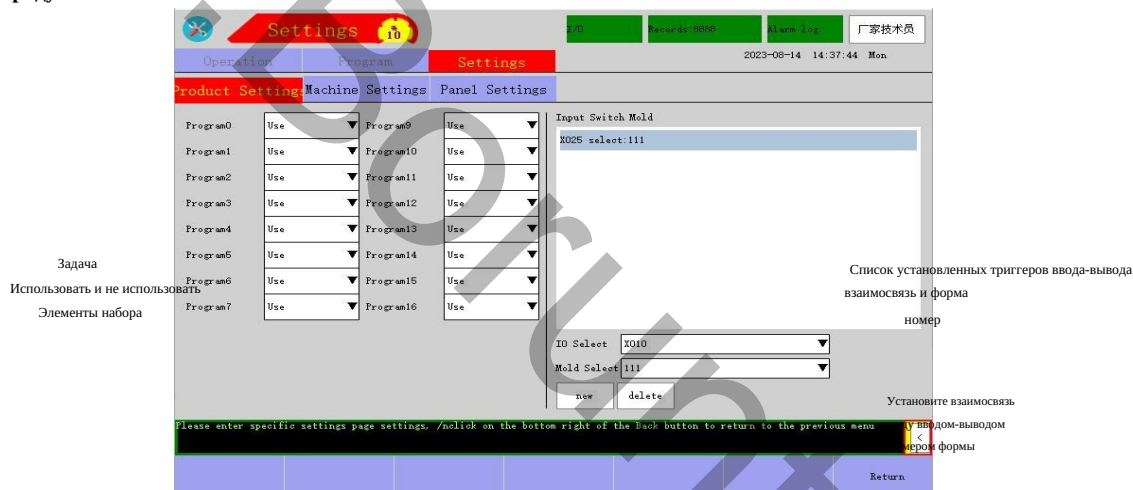 Settings 10 I/O Records:8888 Alarm log 厂家技术员
Operation Program Settings 2023-08-14 14:37:44 Mon
Product Settings Machine Settings Panel Settings
Program0 Use Program9 Use
Program1 Use Program10 Use
Program2 Use Program11 Use
Program3 Use Program12 Use
Program4 Use Program13 Use
Program5 Use Program14 Use
Program6 Use Program15 Use
Program7 Use Program16 Use
Input Switch Mold
X025 select:111
IO Select X010
Mold Select 111
new delete
Задача
Использовать и не использовать
Элементы набора
Список установленных триггеров ввода-вывода
взаимосвязь и форма
номер
Установите взаимосвязь
ду вводом-выводом
мером формы
Please enter specific settings page settings, /nclick on the bottom right of the Back button to return to the previous menu
<
Return
Borunt